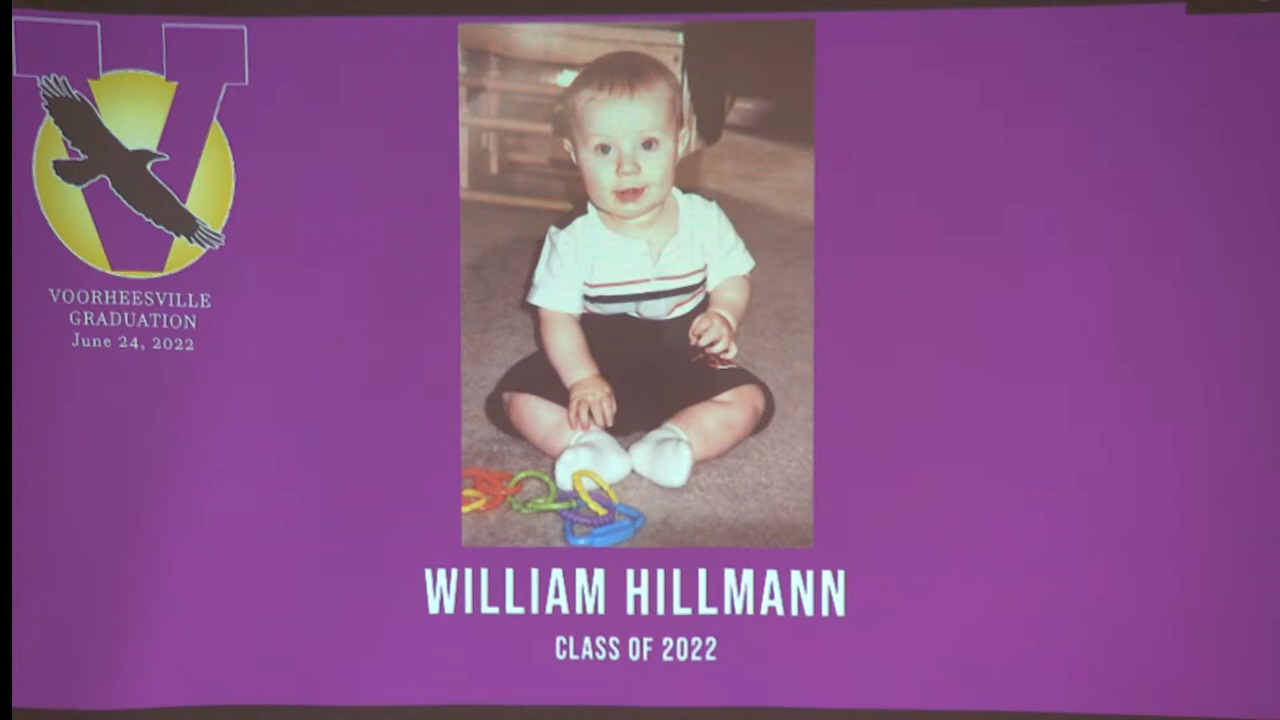 VOORHEESVILLE
GRADUATION
June 24, 2022
WILLIAM HILLMANN
CLASS OF 2022